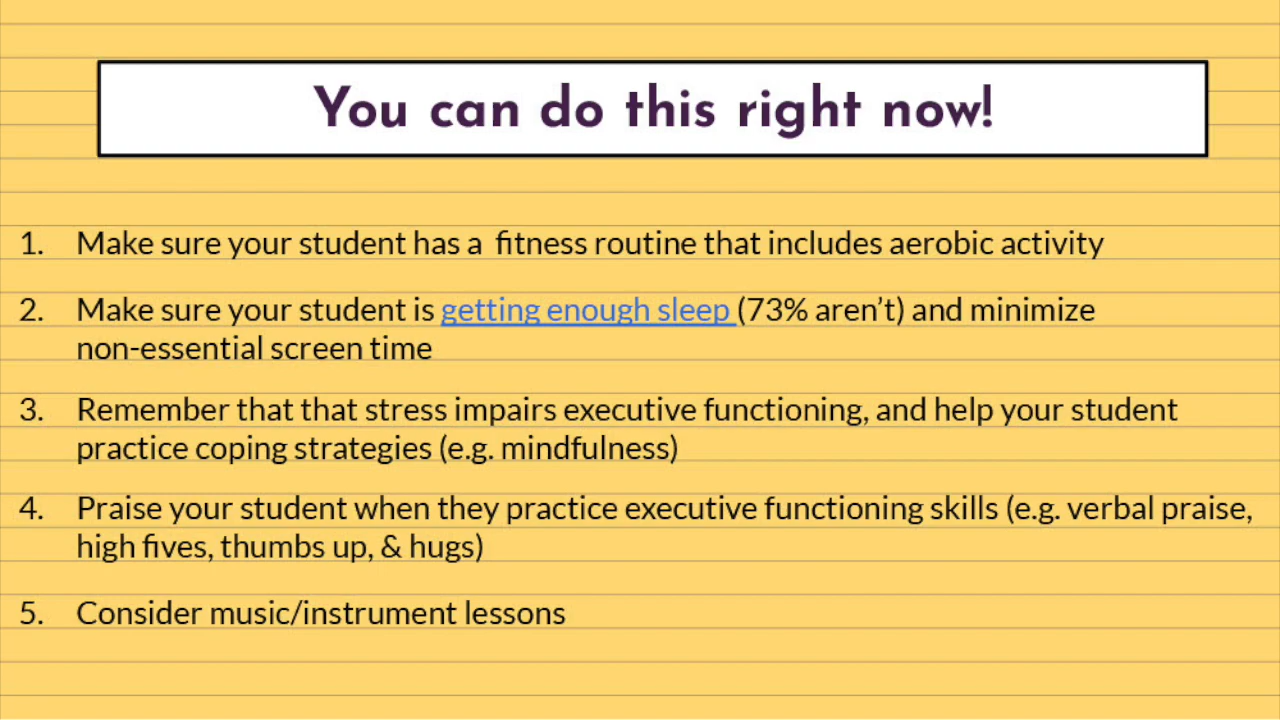 You can do this right now!
1. Make sure your student has a fitness routine that includes aerobic activity
2. Make sure your student is getting enough sleep (73% aren’t) and minimize
non-essential screen time
3. Remember that that stress impairs executive functioning, and help your student
practice coping strategies (e.g. mindfulness)
4. Praise your student when they practice executive functioning skills (e.g. verbal praise,
high fives, thumbs up, & hugs)
5. Consider music/instrument lessons